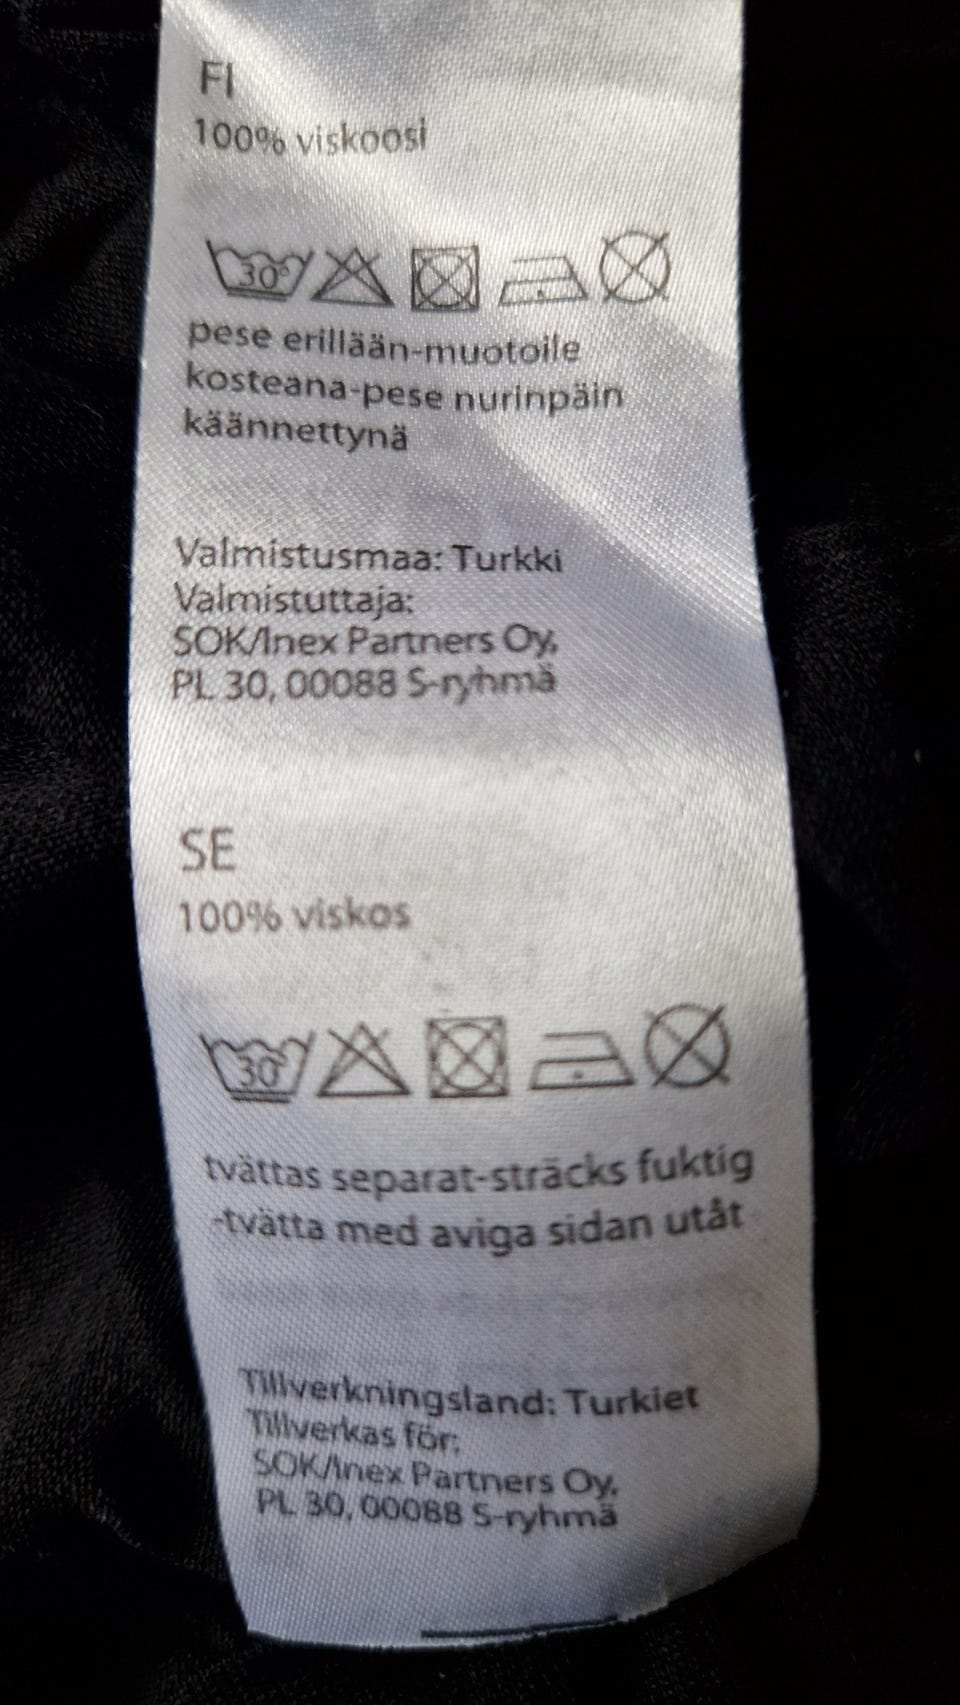 FI
100% viskoosi
30°
pese erillään-muotoile
kosteana-pese nurinpäin
käännettynä
Valmistusmaa: Turkki
Valmistuttaja:
SOK/Inex Partners Oy,
PL 30, 00088 S-ryhmä
SE
100% viskos
30°
tvättas separat-sträcks fuktig
-tvätta med aviga sidan utåt
Tillverkningsland: Turkiet
Tillverkas för:
SOK/Inex Partners Oy,
PL 30, 00088 S-ryhmä